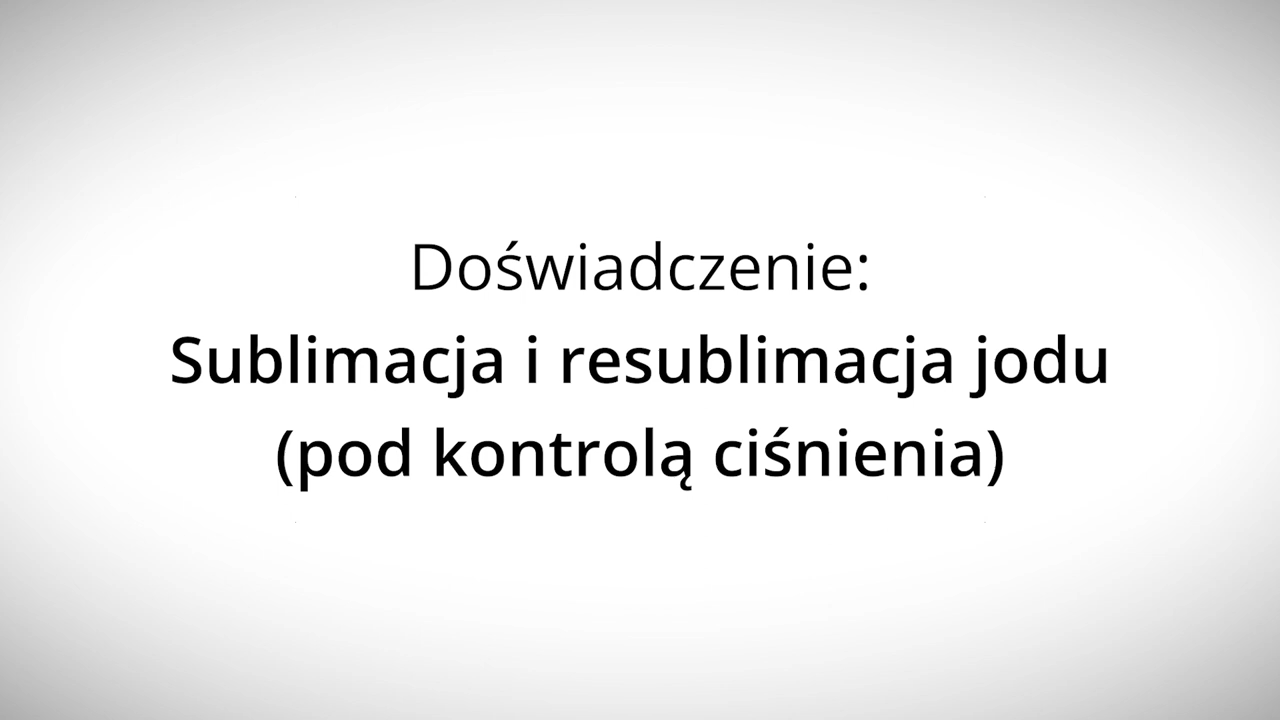 Doświadczenie:
Sublimacja i resublimacja jodu
(pod kontrolą ciśnienia)